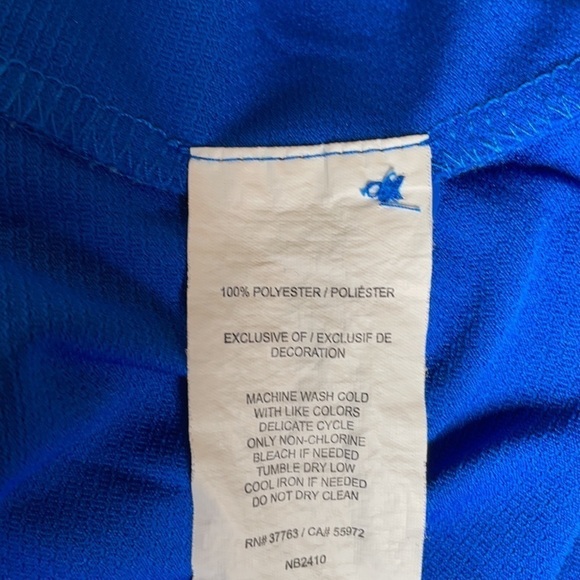 100% POLYESTER / POLIÉSTER
EXCLUSIVE OF / EXCLUSIF DE
DECORATION
MACHINE WASH COLD
WITH LIKE COLORS
DELICATE CYCLE
ONLY NON-CHLORINE
BLEACH IF NEEDED
TUMBLE DRY LOW
COOL IRON IF NEEDED
DO NOT DRY CLEAN
RN# 37763 / CA# 55972
NB2410